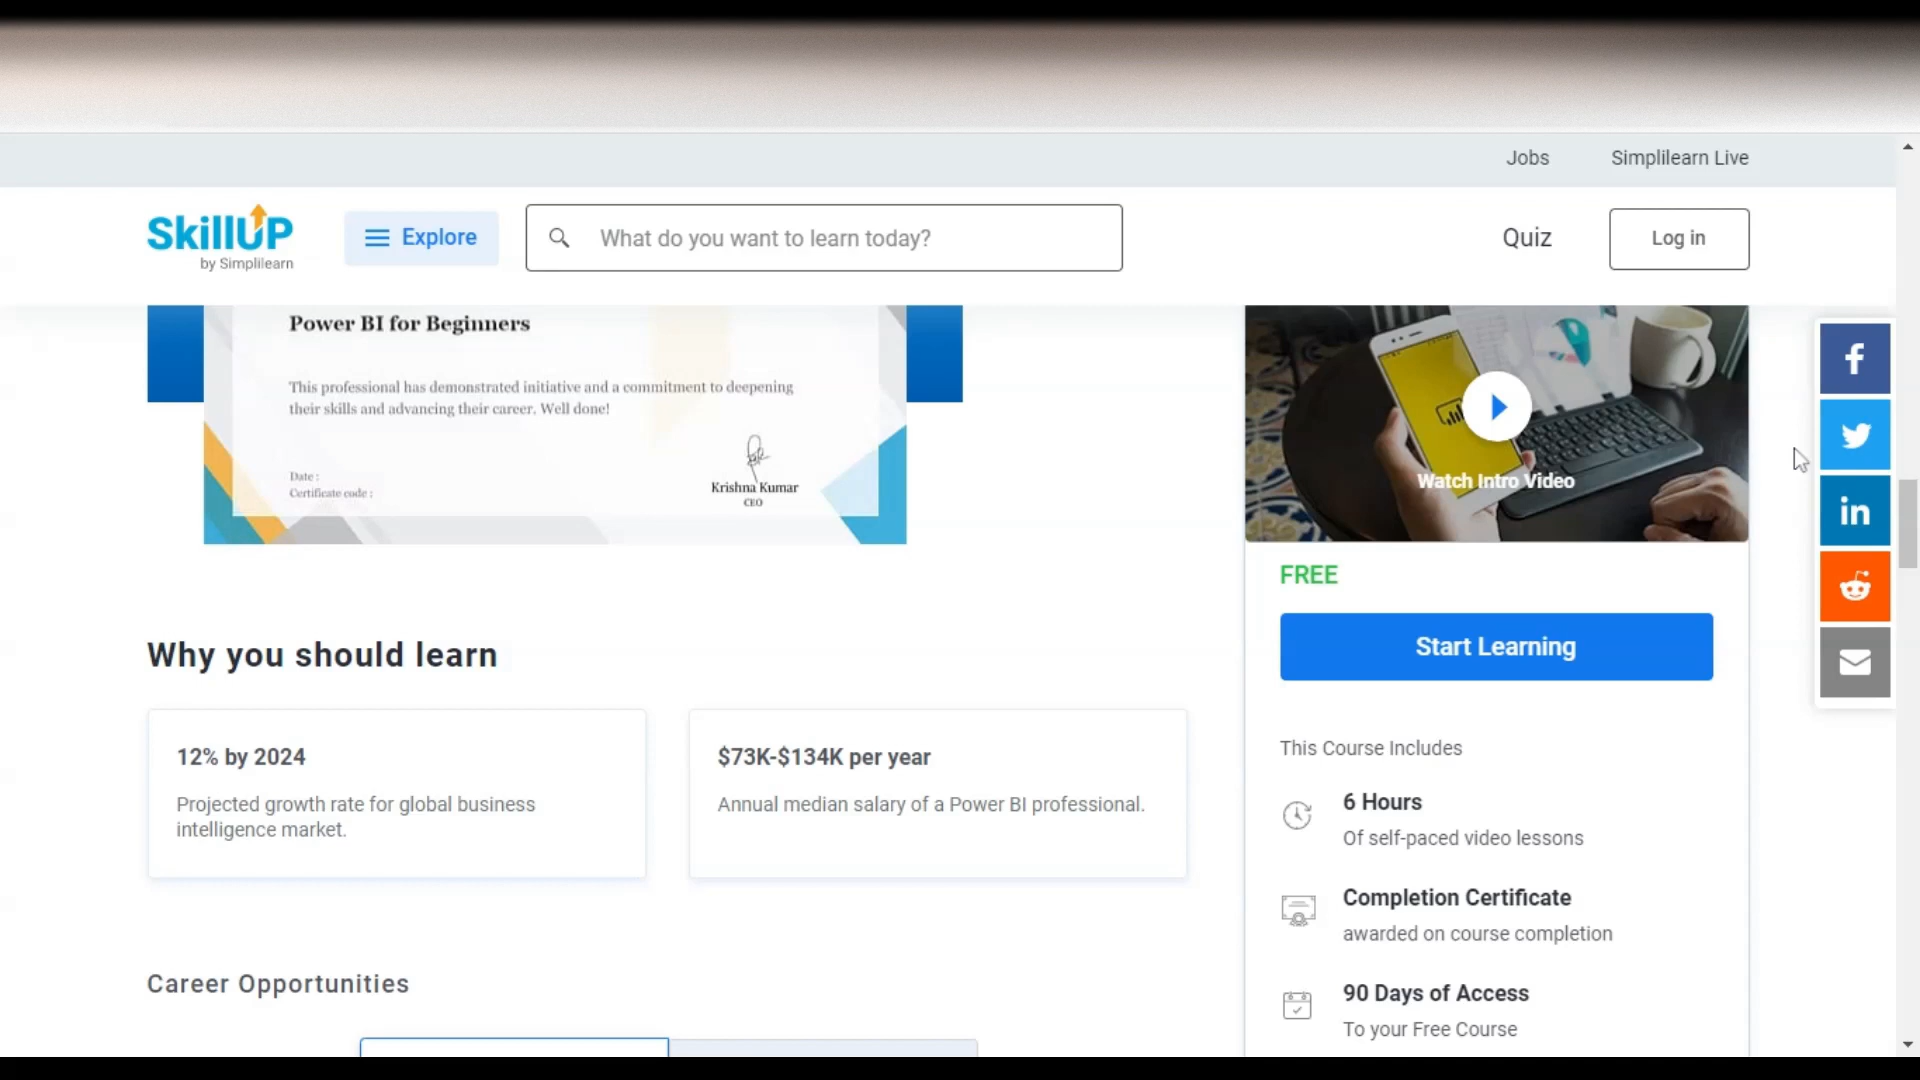 Jobs
Simplilearn Live
SkillUP
by Simplilearn
Explore
What do you want to learn today?
Quiz
Log in
Power BI for Beginners
This professional has demonstrated initiative and a commitment to deepening
their skills and advancing their career. Well done!
Date :
Certificate code :
Krishna Kumar
CEO
Watch Intro Video
FREE
Start Learning
Why you should learn
12% by 2024
Projected growth rate for global business
intelligence market.
$73K-$134K per year
Annual median salary of a Power BI professional.
This Course Includes
6 Hours
Of self-paced video lessons
Completion Certificate
awarded on course completion
90 Days of Access
To your Free Course
Career Opportunities